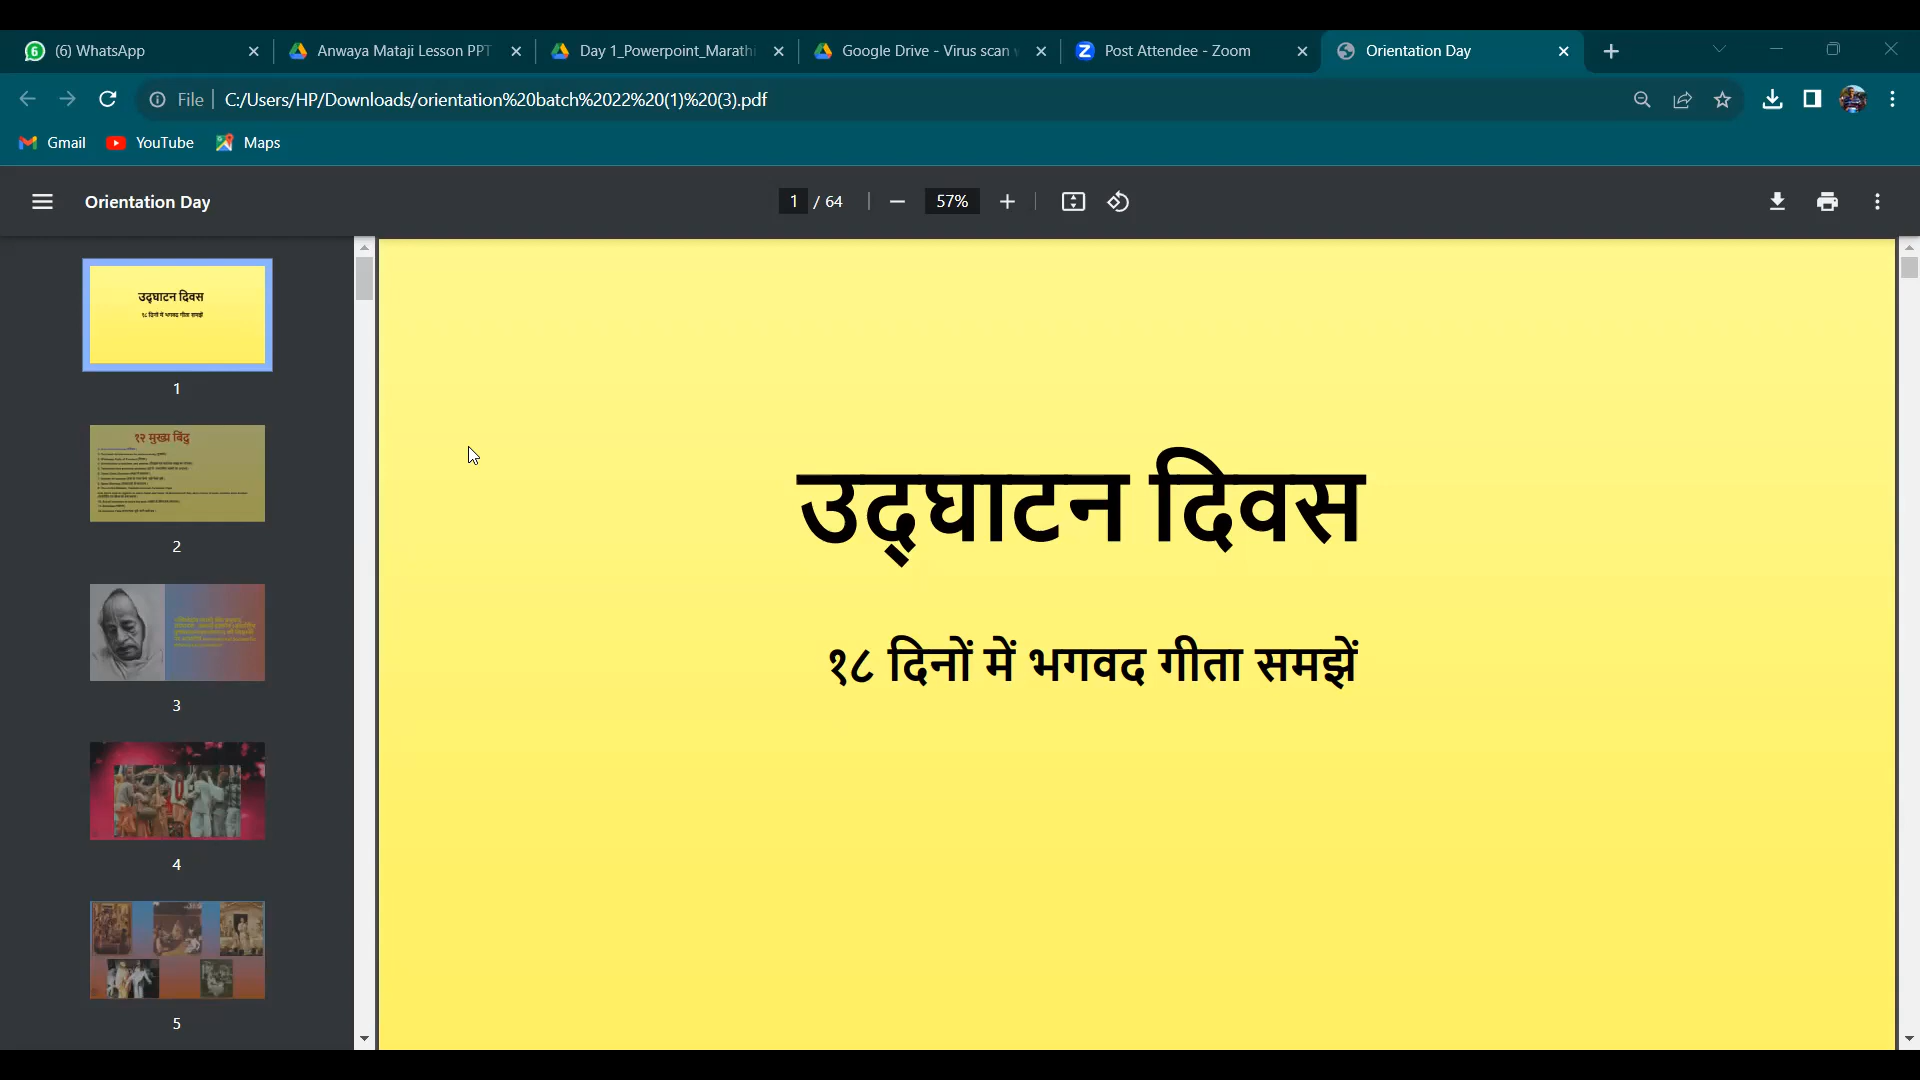 (6) WhatsApp
Anwaya Mataji Lesson PPT
Day 1_Powerpoint_Marathi
Google Drive - Virus scan
Post Attendee - Zoom
Orientation Day
File
C:/Users/HP/Downloads/orientation%20batch%2022%20(1)%20(3).pdf
Gmail
YouTube
Maps
Orientation Day
1 / 64
57%
उद्घाटन दिवस
१८ दिनों में भगवद गीता समझें
1
१२ मुख्य बिंदु
2
3
4
5
उद्‌घाटन दिवस
१८ दिनों में भगवद गीता समझें